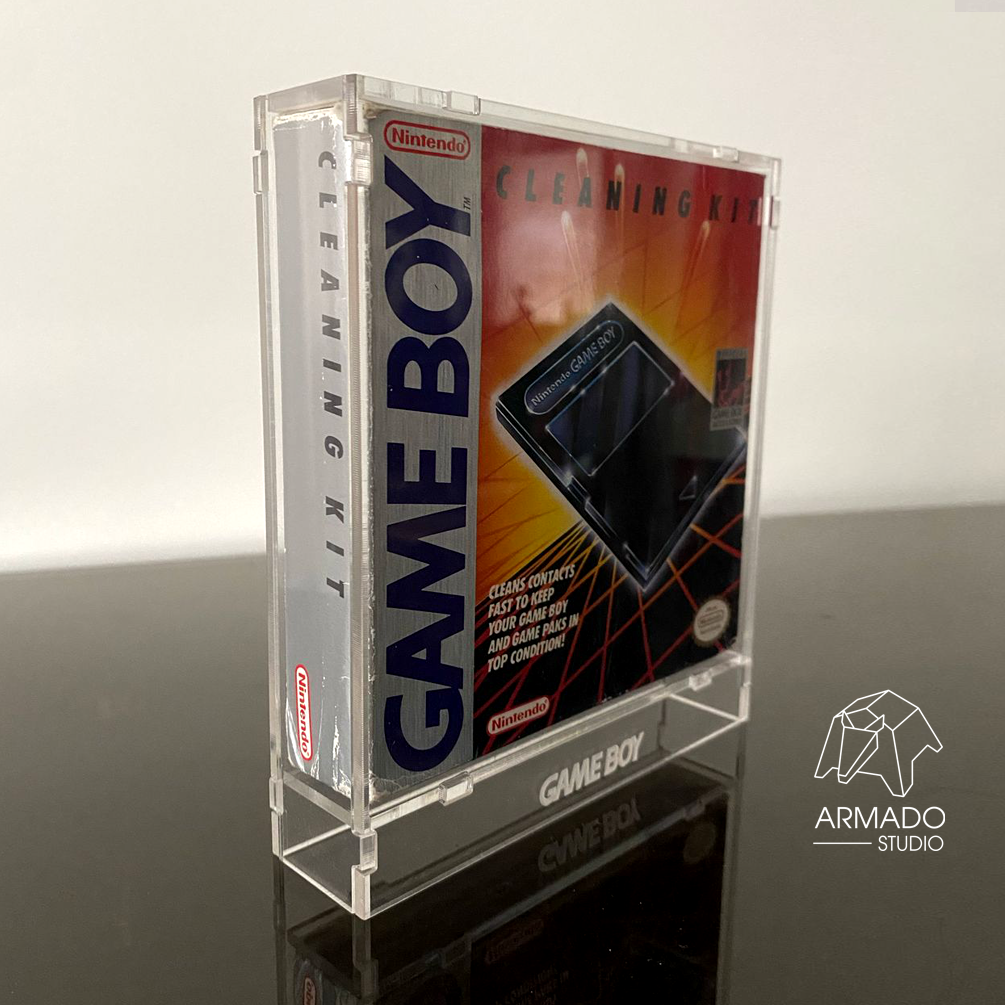 CLEANING KIT
Nintendo
Nintendo
GAME BOY
TM
CLEANING KIT
Nintendo GAME BOY
CLEANS CONTACTS
FAST TO KEEP
YOUR GAME BOY
AND GAME PAKS IN
TOP CONDITION!
Nintendo
GAME BOY
ARMADO
STUDIO